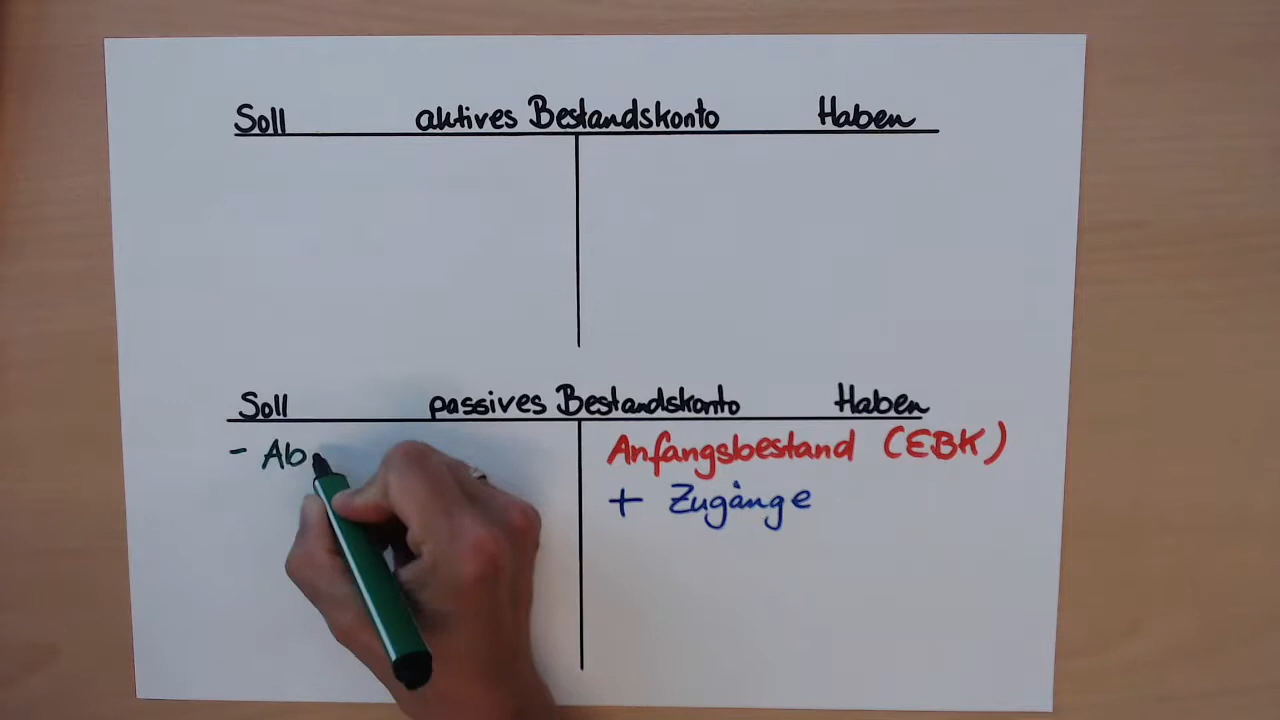 Soll aktives Bestandskonto Haben
Soll passives Bestandskonto Haben
- Ab Anfangsbestand (EBK)
+ Zugänge